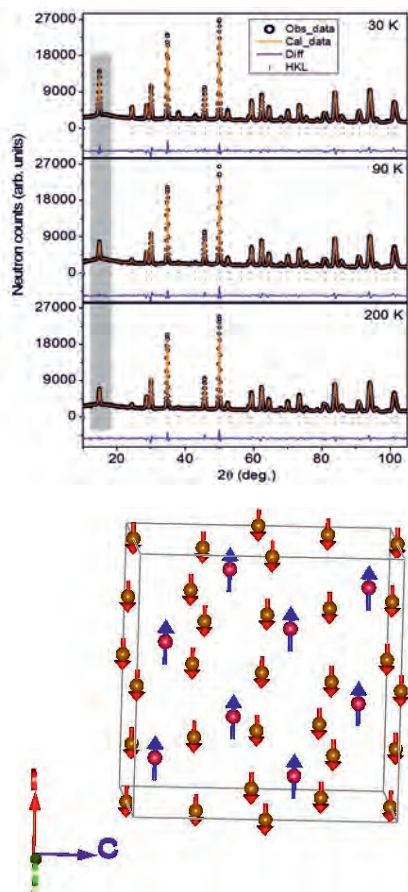 27000
18000
9000
0
30 K
Obs_data
Cal_data
Diff
HKL
27000
18000
9000
0
90 K
27000
18000
9000
0
200 K
Neutron counts (arb. units)
20 40 60 80 100
2θ (deg.)
C